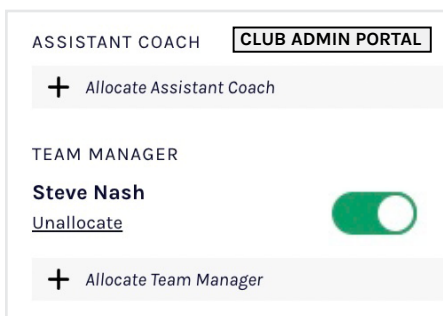 ASSISTANT COACH CLUB ADMIN PORTAL
Allocate Assistant Coach
TEAM MANAGER
Steve Nash
Unallocate
Allocate Team Manager